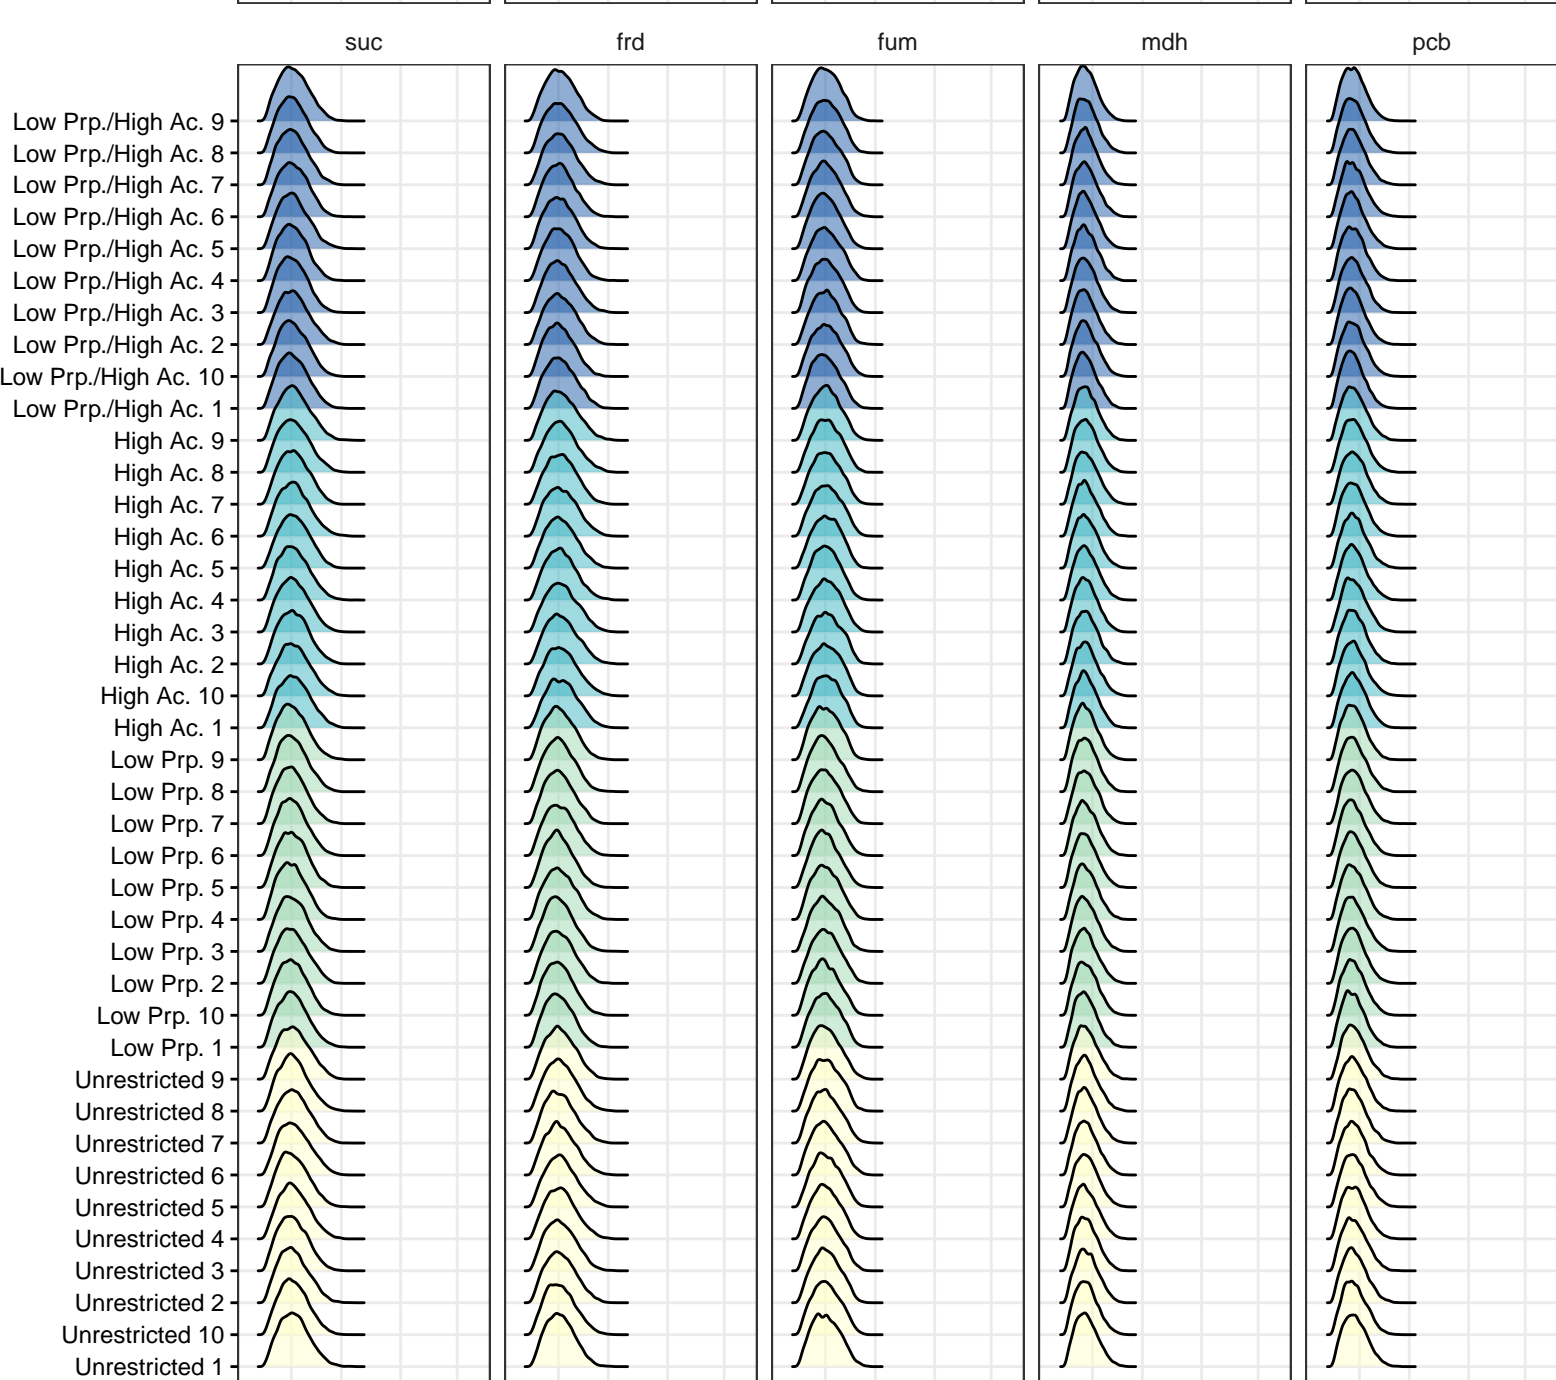 suc frd fum mdh pcb
Low Prp./High Ac. 9
Low Prp./High Ac. 8
Low Prp./High Ac. 7
Low Prp./High Ac. 6
Low Prp./High Ac. 5
Low Prp./High Ac. 4
Low Prp./High Ac. 3
Low Prp./High Ac. 2
Low Prp./High Ac. 10
Low Prp./High Ac. 1
High Ac. 9
High Ac. 8
High Ac. 7
High Ac. 6
High Ac. 5
High Ac. 4
High Ac. 3
High Ac. 2
High Ac. 10
High Ac. 1
Low Prp. 9
Low Prp. 8
Low Prp. 7
Low Prp. 6
Low Prp. 5
Low Prp. 4
Low Prp. 3
Low Prp. 2
Low Prp. 10
Low Prp. 1
Unrestricted 9
Unrestricted 8
Unrestricted 7
Unrestricted 6
Unrestricted 5
Unrestricted 4
Unrestricted 3
Unrestricted 2
Unrestricted 10
Unrestricted 1